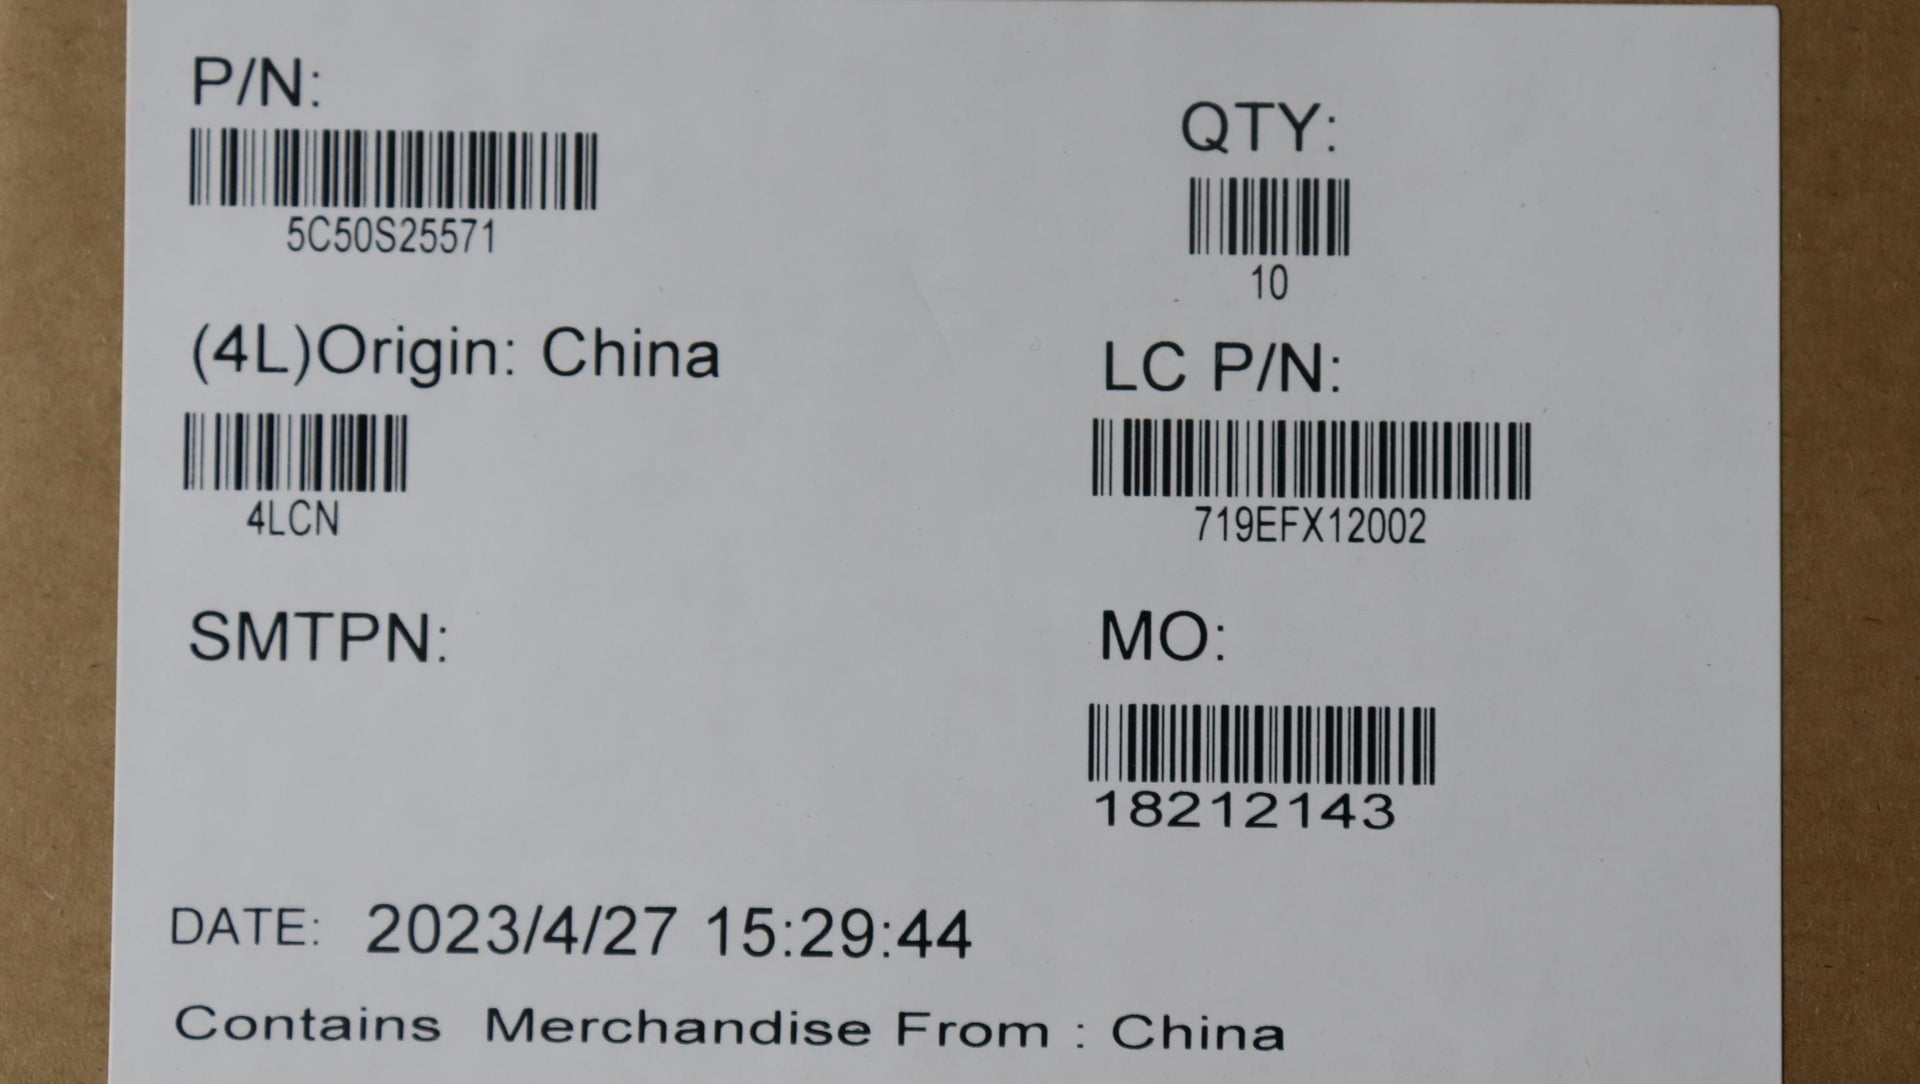 P/N:
5C50S25571
QTY:
10
(4L)Origin: China
4LCN
LC P/N:
719EFX12002
SMTPN:
MO:
18212143
DATE: 2023/4/27 15:29:44
Contains Merchandise From : China